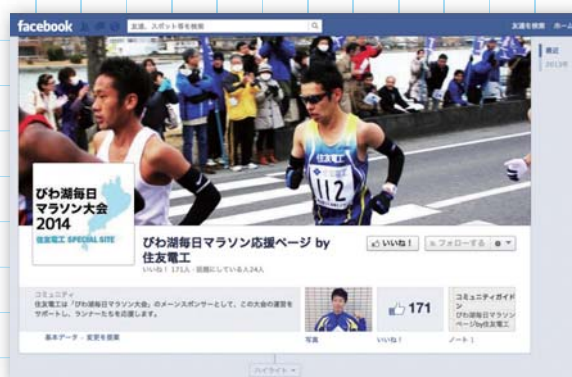 facebook
友達、スポット等を検索
友達を検索 ホーム
最近
2013年
住友電工
112
びわ湖毎日
マラソン大会
2014
住友電工 SPECIAL SITE
びわ湖毎日マラソン応援ページ by
住友電工
いいね! 171人・話題にしている人24人
いいね!
フォローする
コミュニティ
住友電工は「びわ湖毎日マラソン大会」のメーンスポンサーとして、この大会の運営を
サポートし、ランナーたちを応援します。
基本データ - 変更を提案
写真
171
いいね!
コミュニティガイドライ
ン
びわ湖毎日マラソン
ページby住友電工
ノート 1
ハイライト